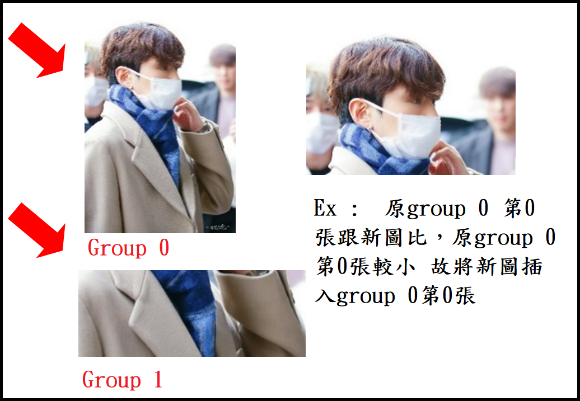 Group 0
Ex : 原group 0 第0
張跟新圖比，原group 0
第0張較小 故將新圖插
入group 0第0張
Group 1